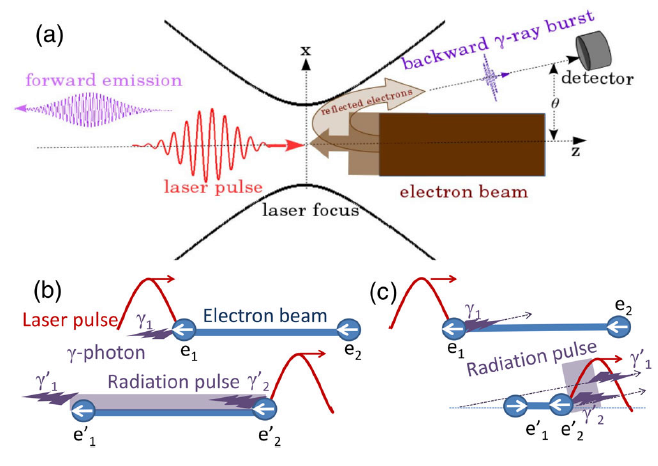 (a)
x
backward γ-ray burst
forward emission
detector
reflected electrons
θ
z
laser pulse
electron beam
laser focus
(b)
(c)
Laser pulse
γ₁
Electron beam
e₁
e₂
γ-photon
γ'₁
Radiation pulse
γ'₂
e'₁
e'₂
γ₁
e₁
e₂
Radiation pulse
γ'₁
γ'₂
e'₁
e'₂